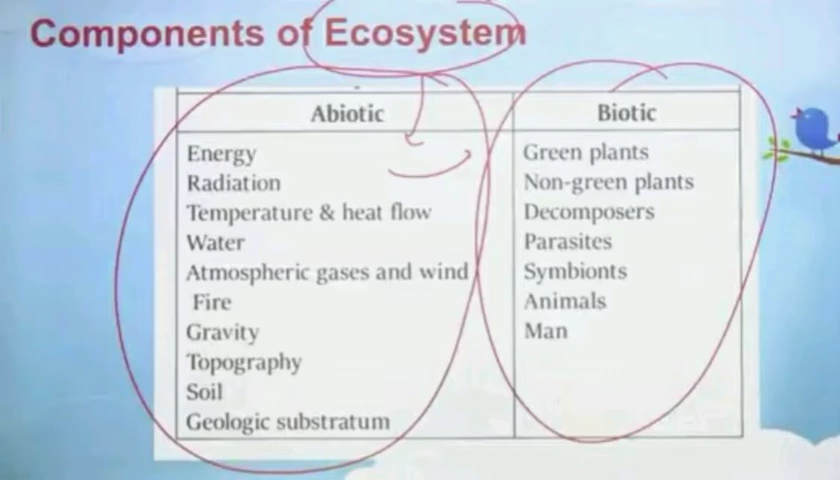 Components of Ecosystem
Abiotic Biotic
Energy Green plants
Radiation Non-green plants
Temperature & heat flow Decomposers
Water Parasites
Atmospheric gases and wind Symbionts
Fire Animals
Gravity Man
Topography
Soil
Geologic substratum